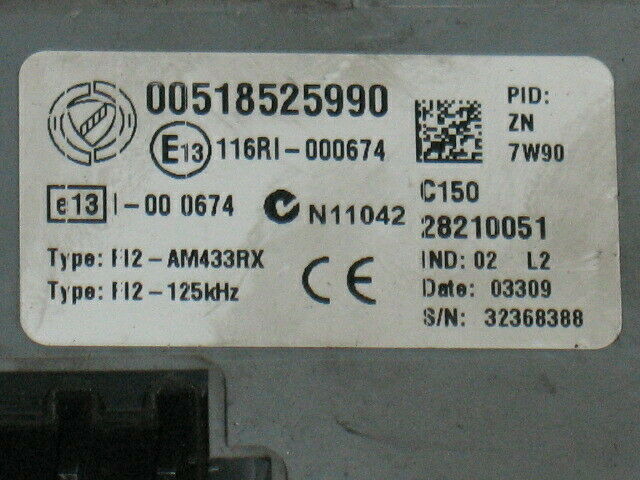 00518525990
E13 116RI-000674
e13 I-00 0674 N11042
Type: FI2-AM433RX
Type: FI2-125kHz
CE
PID:
ZN
7W90
C150
28210051
IND: 02 L2
Date: 03309
S/N: 32368388